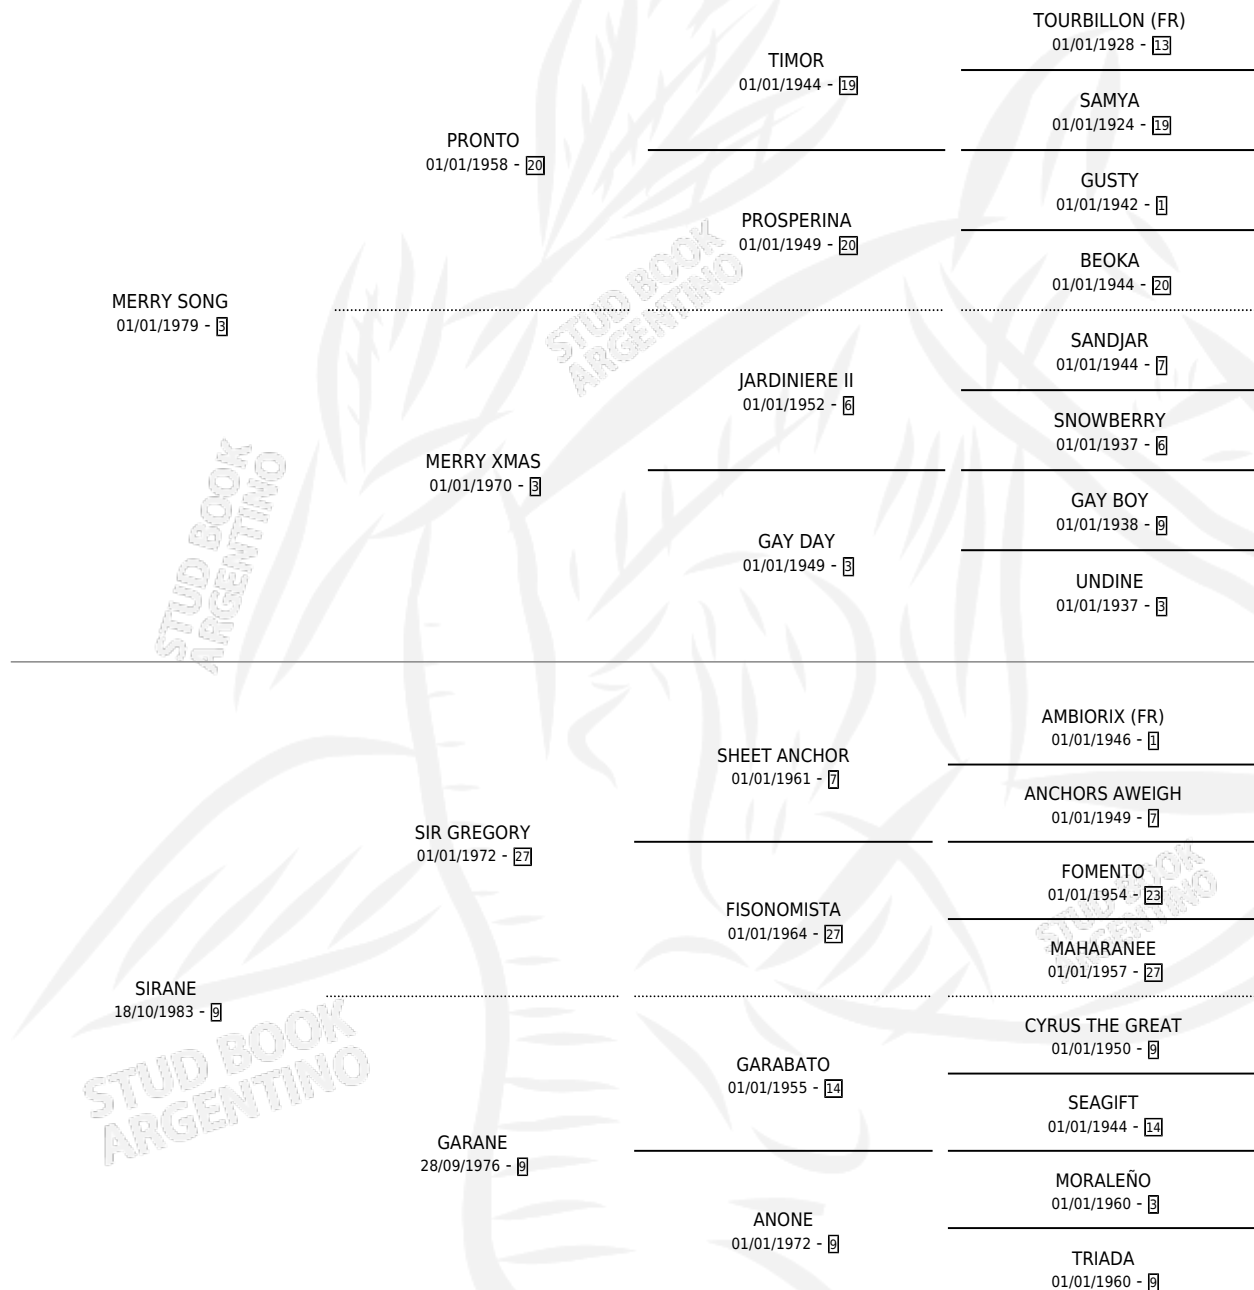 TOURBILLON (FR)
01/01/1928 - 13
TIMOR
01/01/1944 - 19
SAMYA
01/01/1924 - 19
PRONTO
01/01/1958 - 20
GUSTY
01/01/1942 - 1
PROSPERINA
01/01/1949 - 20
BEOKA
01/01/1944 - 20
MERRY SONG
01/01/1979 - 3
SANDJAR
01/01/1944 - 7
JARDINIERE II
01/01/1952 - 6
SNOWBERRY
01/01/1937 - 6
MERRY XMAS
01/01/1970 - 3
GAY BOY
01/01/1938 - 9
GAY DAY
01/01/1949 - 3
UNDINE
01/01/1937 - 3
AMBIORIX (FR)
01/01/1946 - 1
SHEET ANCHOR
01/01/1961 - 7
ANCHORS AWEIGH
01/01/1949 - 7
SIR GREGORY
01/01/1972 - 27
FOMENTO
01/01/1954 - 23
FISONOMISTA
01/01/1964 - 27
MAHARANEE
01/01/1957 - 27
SIRANE
18/10/1983 - 9
CYRUS THE GREAT
01/01/1950 - 9
GARABATO
01/01/1955 - 14
SEAGIFT
01/01/1944 - 14
GARANE
28/09/1976 - 9
MORALEÑO
01/01/1960 - 3
ANONE
01/01/1972 - 9
TRIADA
01/01/1960 - 9
STUD BOOK
ARGENTINO
STUD BOOK
ARGENTINO
STUD BOOK
ARGENTINO
STUD BOOK
ARGENTINO